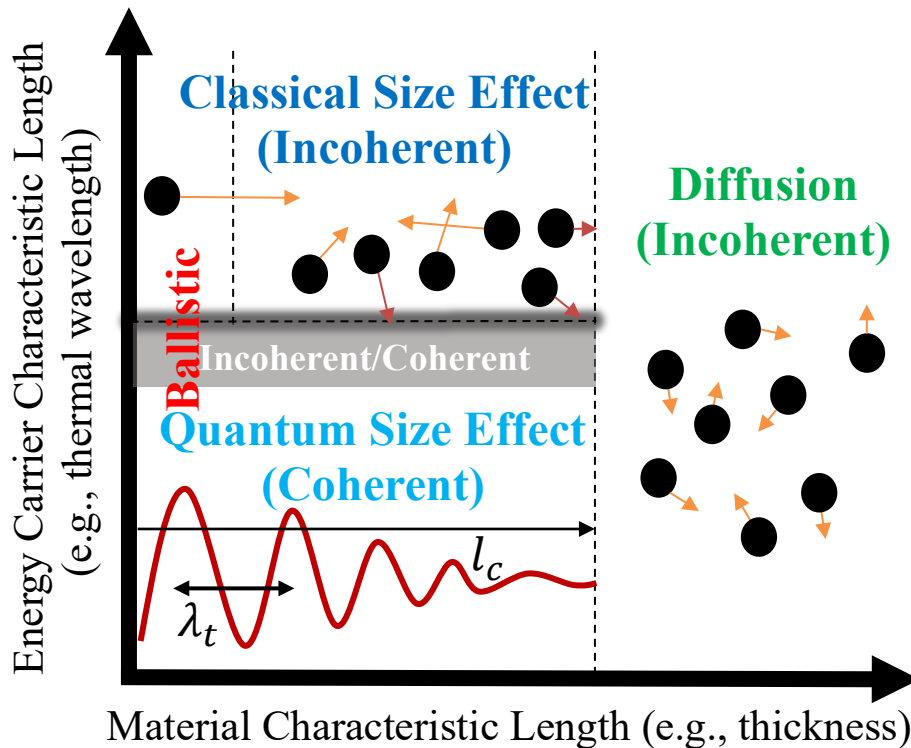 Energy Carrier Characteristic Length
(e.g., thermal wavelength)
Classical Size Effect
(Incoherent)
Diffusion
(Incoherent)
Ballistic
Incoherent/Coherent
Quantum Size Effect
(Coherent)
l_c
λ_t
Material Characteristic Length (e.g., thickness)